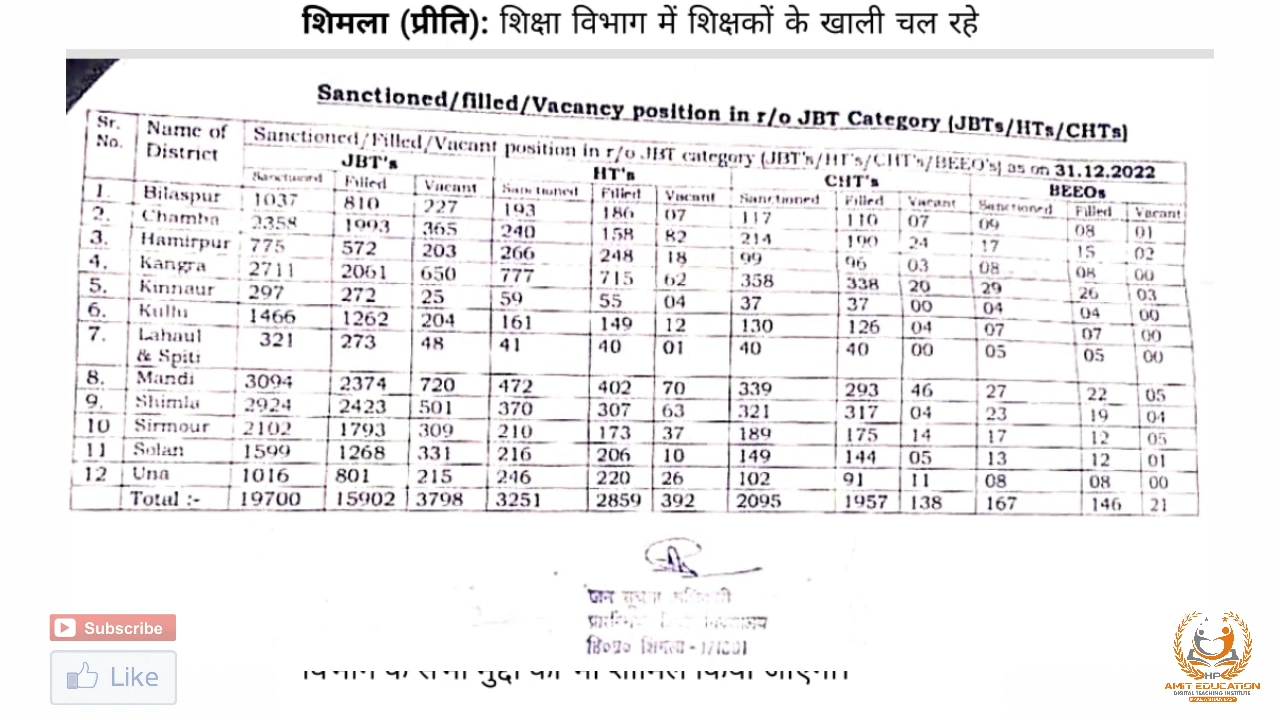 शिमला (प्रीति): शिक्षा विभाग में शिक्षकों के खाली चल रहे
Sanctioned/filled/Vacancy position in r/o JBT Category (JBTs/HTs/CHTs)
Sr. No. Name of District Sanctioned/Filled/Vacant position in r/o JBT category (JBT's/HT's/CHT's/BEEO's) as on 31.12.2022
JBT's HT's CHT's BEEOs
Sanctioned Filled Vacant Sanctioned Filled Vacant Sanctioned Filled Vacant Sanctioned Filled Vacant
1. Bilaspur 1037 810 227 193 186 07 117 110 07 09 08 01
2. Chamba 2358 1993 365 240 158 82 214 190 24 17 15 02
3. Hamirpur 775 572 203 266 248 18 99 96 03 08 08 00
4. Kangra 2711 2061 650 777 715 62 358 338 20 29 26 03
5. Kinnaur 297 272 25 59 55 04 37 37 00 04 04 00
6. Kullu 1466 1262 204 161 149 12 130 126 04 07 07 00
7. Lahaul & Spiti 321 273 48 41 40 01 40 40 00 05 05 00
8. Mandi 3094 2374 720 472 402 70 339 293 46 27 22 05
9. Shimla 2924 2423 501 370 307 63 321 317 04 23 19 04
10 Sirmour 2102 1793 309 210 173 37 189 175 14 17 12 05
11 Solan 1599 1268 331 216 206 10 149 144 05 13 12 01
12 Una 1016 801 215 246 220 26 102 91 11 08 08 00
Total :- 19700 15902 3798 3251 2859 392 2095 1957 138 167 146 21
जन सूचना
हि०प्र० शिमला -
Subscribe
Like
HP
AMIT EDUCATION
DIGITAL TEACHING INSTITUTE